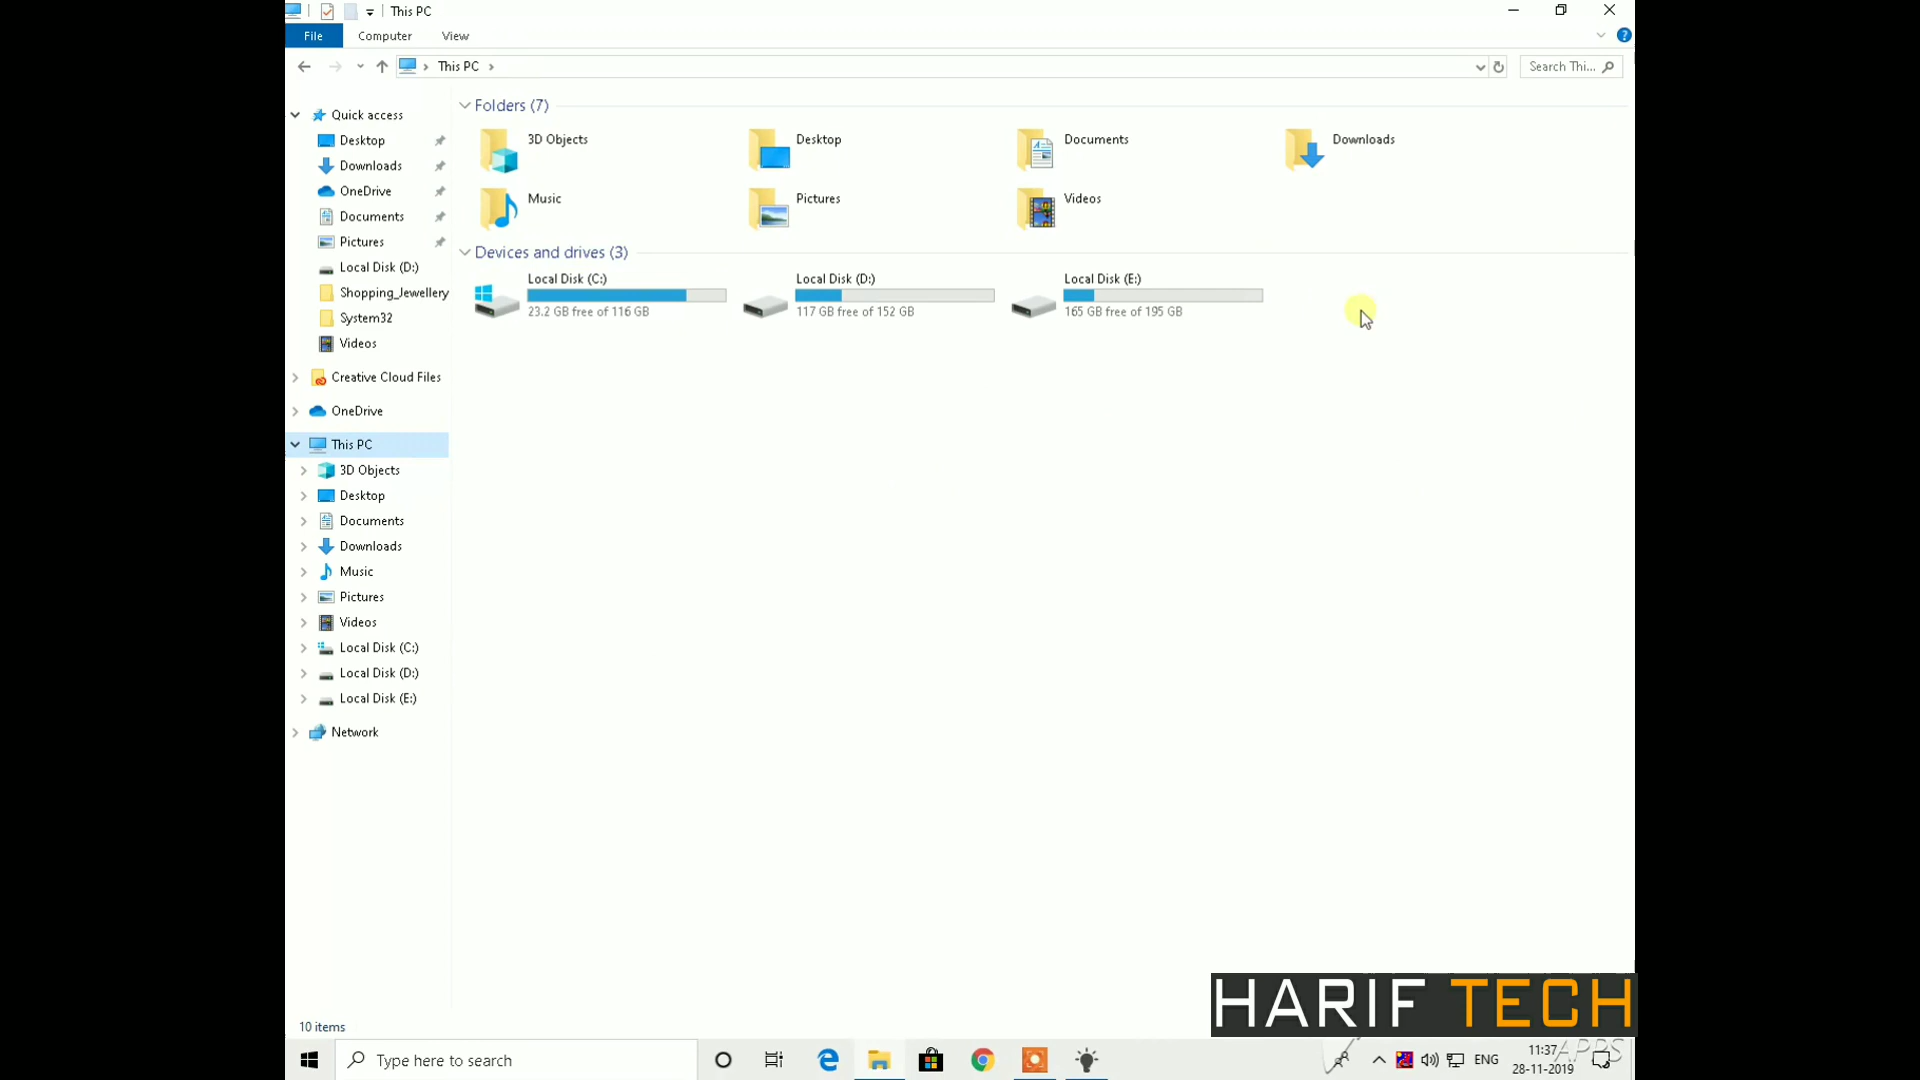 This PC
File Computer View
This PC
Search Thi...
Quick access
Desktop
Downloads
OneDrive
Documents
Pictures
Local Disk (D:)
Shopping_Jewellery
System32
Videos
Creative Cloud Files
OneDrive
This PC
3D Objects
Desktop
Documents
Downloads
Music
Pictures
Videos
Local Disk (C:)
Local Disk (D:)
Local Disk (E:)
Network
Folders (7)
3D Objects
Desktop
Documents
Downloads
Music
Pictures
Videos
Devices and drives (3)
Local Disk (C:)
23.2 GB free of 116 GB
Local Disk (D:)
117 GB free of 152 GB
Local Disk (E:)
165 GB free of 195 GB
10 items
HARIF TECH
APPS
Type here to search
ENG
11:37
28-11-2019